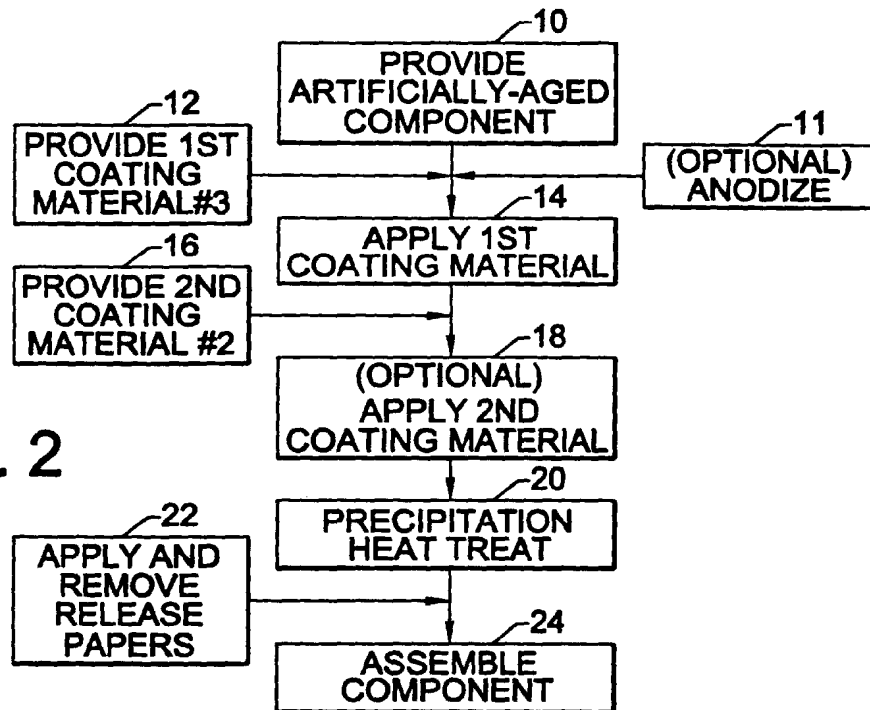 10
PROVIDE
ARTIFICIALLY-AGED
COMPONENT
12
PROVIDE 1ST
COATING
MATERIAL#3
11
(OPTIONAL)
ANODIZE
14
APPLY 1ST
COATING MATERIAL
16
PROVIDE 2ND
COATING
MATERIAL #2
18
(OPTIONAL)
APPLY 2ND
COATING MATERIAL
. 2
20
PRECIPITATION
HEAT TREAT
22
APPLY AND
REMOVE
RELEASE
PAPERS
24
ASSEMBLE
COMPONENT